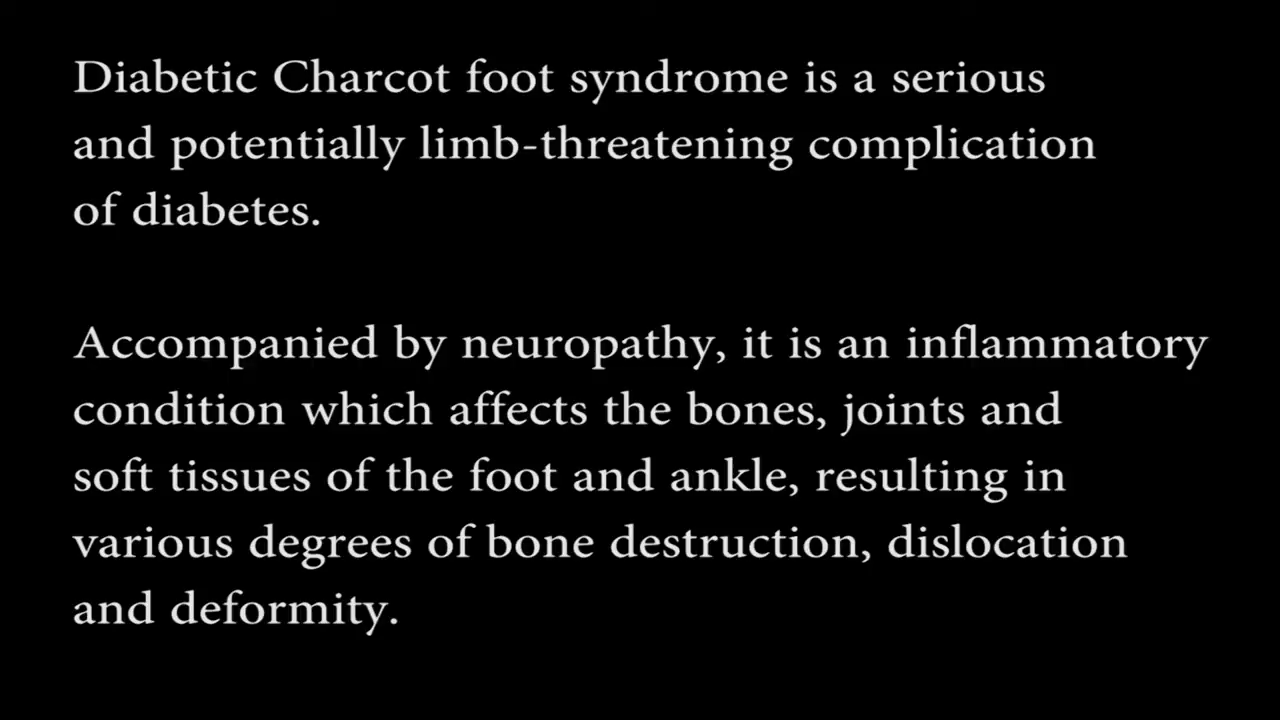 Diabetic Charcot foot syndrome is a serious
and potentially limb-threatening complication
of diabetes.
Accompanied by neuropathy, it is an inflammatory
condition which affects the bones, joints and
soft tissues of the foot and ankle, resulting in
various degrees of bone destruction, dislocation
and deformity.